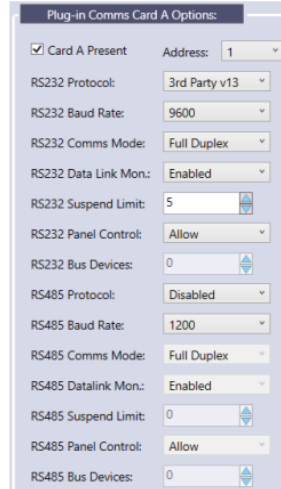 Plug-in Comms Card A Options:
Card A Present Address: 1
RS232 Protocol: 3rd Party v13
RS232 Baud Rate: 9600
RS232 Comms Mode: Full Duplex
RS232 Data Link Mon.: Enabled
RS232 Suspend Limit: 5
RS232 Panel Control: Allow
RS232 Bus Devices: 0
RS485 Protocol: Disabled
RS485 Baud Rate: 1200
RS485 Comms Mode: Full Duplex
RS485 Datalink Mon.: Enabled
RS485 Suspend Limit: 0
RS485 Panel Control: Allow
RS485 Bus Devices: 0